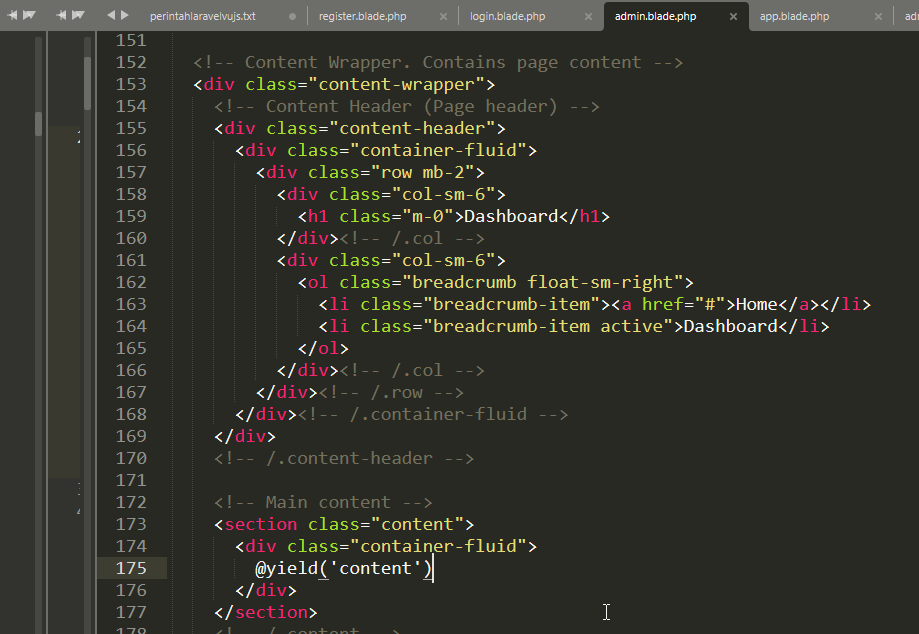 perintahlaravelvujs.txt register.blade.php login.blade.php admin.blade.php app.blade.php
151
152 <!-- Content Wrapper. Contains page content -->
153 <div class="content-wrapper">
154 <!-- Content Header (Page header) -->
155 <div class="content-header">
156 <div class="container-fluid">
157 <div class="row mb-2">
158 <div class="col-sm-6">
159 <h1 class="m-0">Dashboard</h1>
160 </div><!-- /.col -->
161 <div class="col-sm-6">
162 <ol class="breadcrumb float-sm-right">
163 <li class="breadcrumb-item"><a href="#">Home</a></li>
164 <li class="breadcrumb-item active">Dashboard</li>
165 </ol>
166 </div><!-- /.col -->
167 </div><!-- /.row -->
168 </div><!-- /.container-fluid -->
169 </div>
170 <!-- /.content-header -->
171
172 <!-- Main content -->
173 <section class="content">
174 <div class="container-fluid">
175 @yield('content')
176 </div>
177 </section>
178 <!-- /.content -->